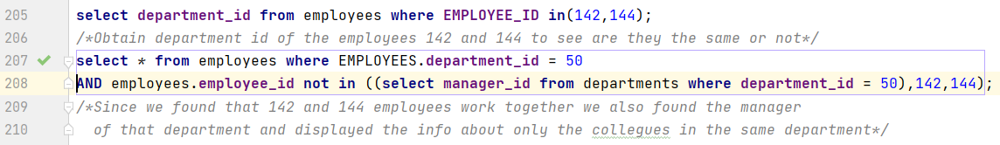 205 select department_id from employees where EMPLOYEE_ID in(142,144);
206 /*Obtain department id of the employees 142 and 144 to see are they the same or not*/
207 select * from employees where EMPLOYEES.department_id = 50
208 AND employees.employee_id not in ((select manager_id from departments where department_id = 50),142,144);
209 /*Since we found that 142 and 144 employees work together we also found the manager
210 of that department and displayed the info about only the collegues in the same department*/